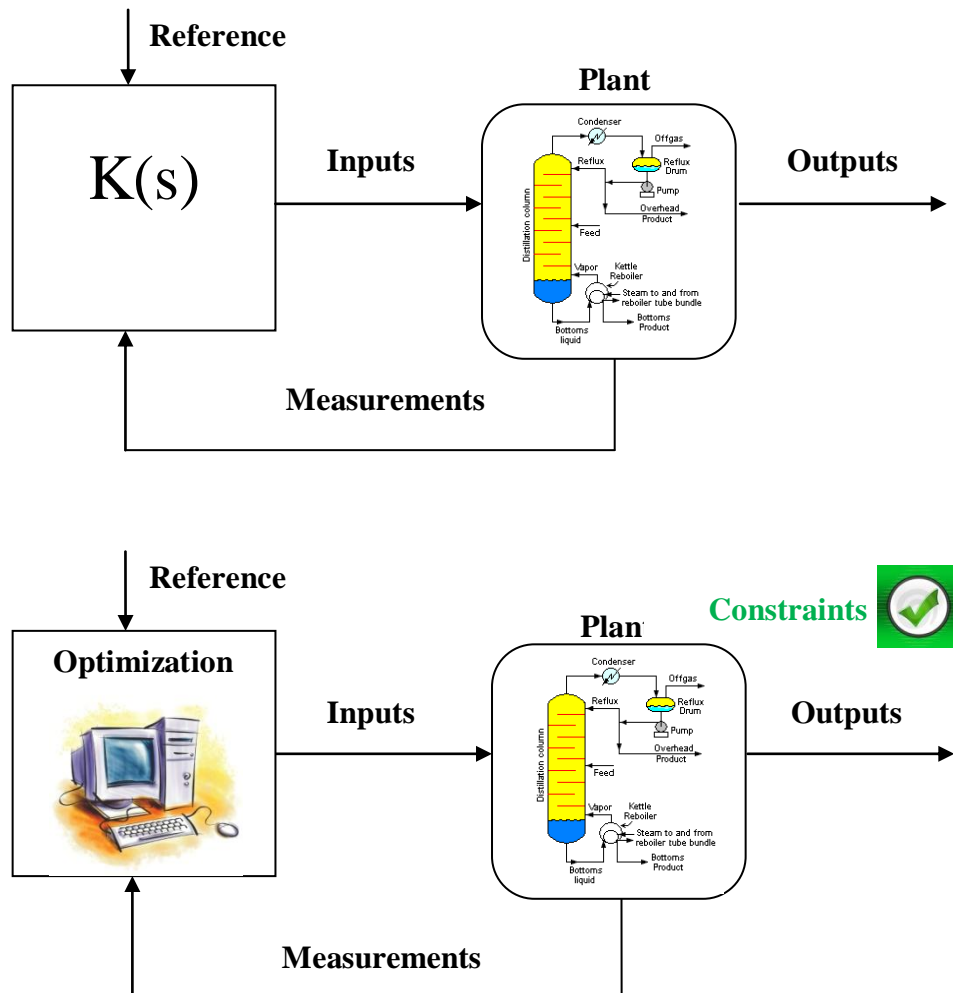 Reference
Plant
K(s)
Inputs
Outputs
Condenser
Offgas
Reflux
Reflux
Drum
Pump
Overhead
Product
Distillation column
Feed
Vapor
Kettle
Reboiler
Steam to and from
reboiler tube bundle
Bottoms
liquid
Bottoms
Product
Measurements
Reference
Constraints
Plan
Optimization
Inputs
Outputs
Condenser
Offgas
Reflux
Reflux
Drum
Pump
Overhead
Product
Distillation column
Feed
Vapor
Kettle
Reboiler
Steam to and from
reboiler tube bundle
Bottoms
liquid
Bottoms
Product
Measurements